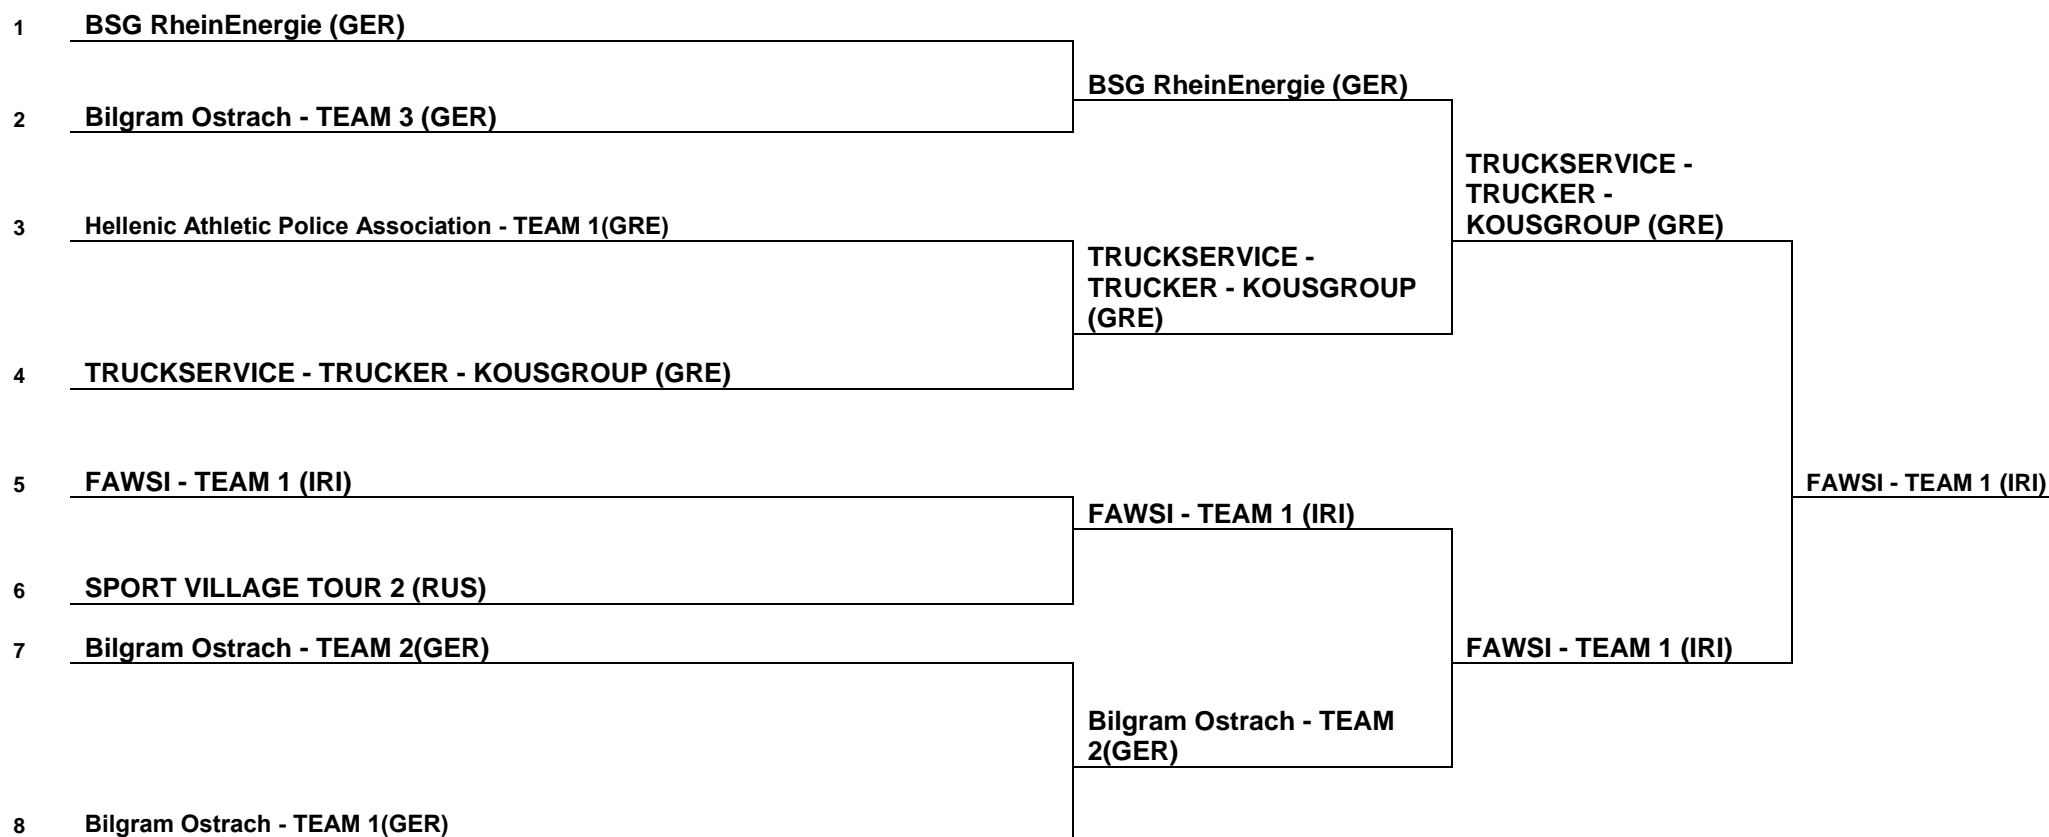 1 BSG RheinEnergie (GER)
BSG RheinEnergie (GER)
2 Bilgram Ostrach - TEAM 3 (GER)
TRUCKSERVICE -
TRUCKER -
KOUSGROUP (GRE)
3 Hellenic Athletic Police Association - TEAM 1(GRE)
TRUCKSERVICE -
TRUCKER - KOUSGROUP
(GRE)
4 TRUCKSERVICE - TRUCKER - KOUSGROUP (GRE)
5 FAWSI - TEAM 1 (IRI)
FAWSI - TEAM 1 (IRI)
FAWSI - TEAM 1 (IRI)
6 SPORT VILLAGE TOUR 2 (RUS)
7 Bilgram Ostrach - TEAM 2(GER)
FAWSI - TEAM 1 (IRI)
Bilgram Ostrach - TEAM
2(GER)
8 Bilgram Ostrach - TEAM 1(GER)